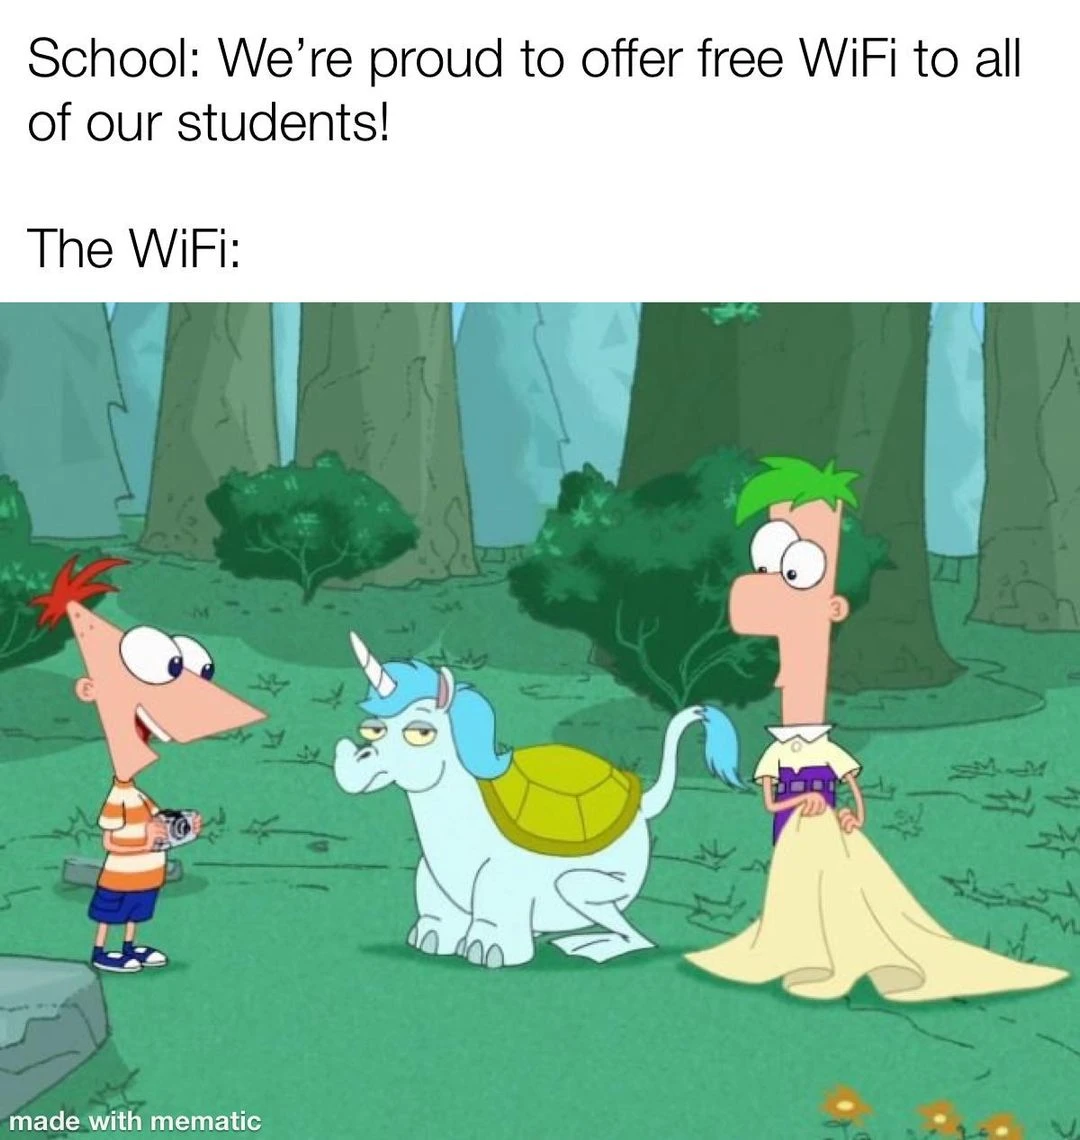 School: We’re proud to offer free WiFi to all
of our students!
The WiFi:
made with mematic